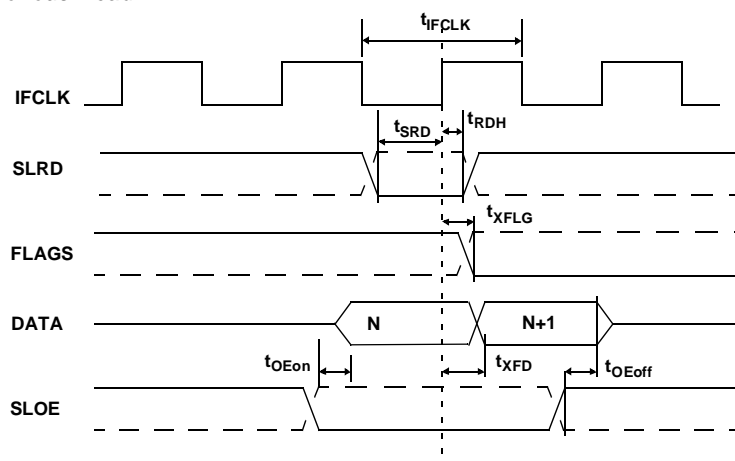 tIFCLK
IFCLK
tSRD
tRDH
SLRD
tXFLG
FLAGS
DATA
N
N+1
tOEon
tXFD
tOEoff
SLOE